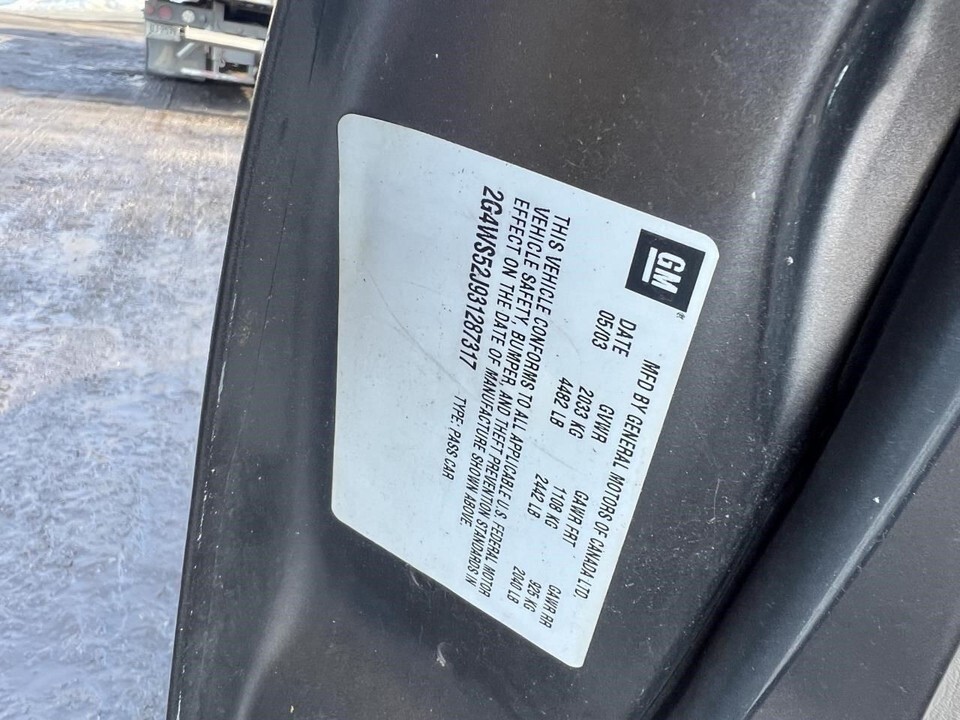 GM
MFD BY GENERAL MOTORS OF CANADA LTD.
DATE GVWR GAWR FRT GAWR RR
05/03 2033 KG 1108 KG 925 KG
4482 LB 2442 LB 2040 LB
THIS VEHICLE CONFORMS TO ALL APPLICABLE U.S. FEDERAL MOTOR
VEHICLE SAFETY, BUMPER, AND THEFT PREVENTION STANDARDS IN
EFFECT ON THE DATE OF MANUFACTURE SHOWN ABOVE.
2G4WS52J931287317 TYPE: PASS CAR